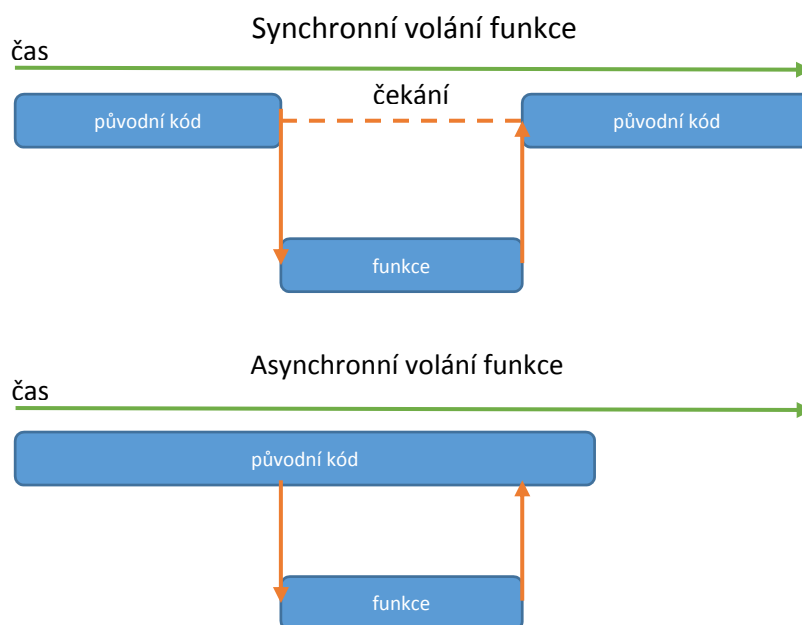 Synchronní volání funkce
čas
čekání
původní kód
původní kód
funkce
Asynchronní volání funkce
čas
původní kód
funkce